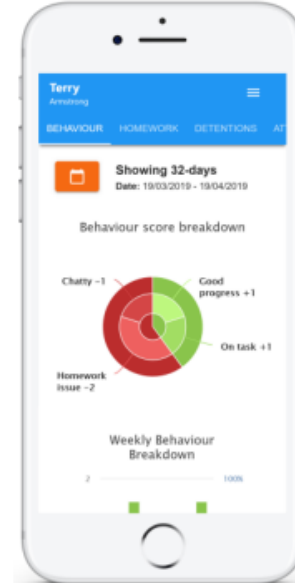 Terry
Armstrong
BEHAVIOUR HOMEWORK DETENTIONS AT
Showing 32-days
Date: 19/03/2019 - 19/04/2019
Behaviour score breakdown
Chatty -1
Good
progress +1
On task +1
Homework
issue -2
Weekly Behaviour
Breakdown
2 100%